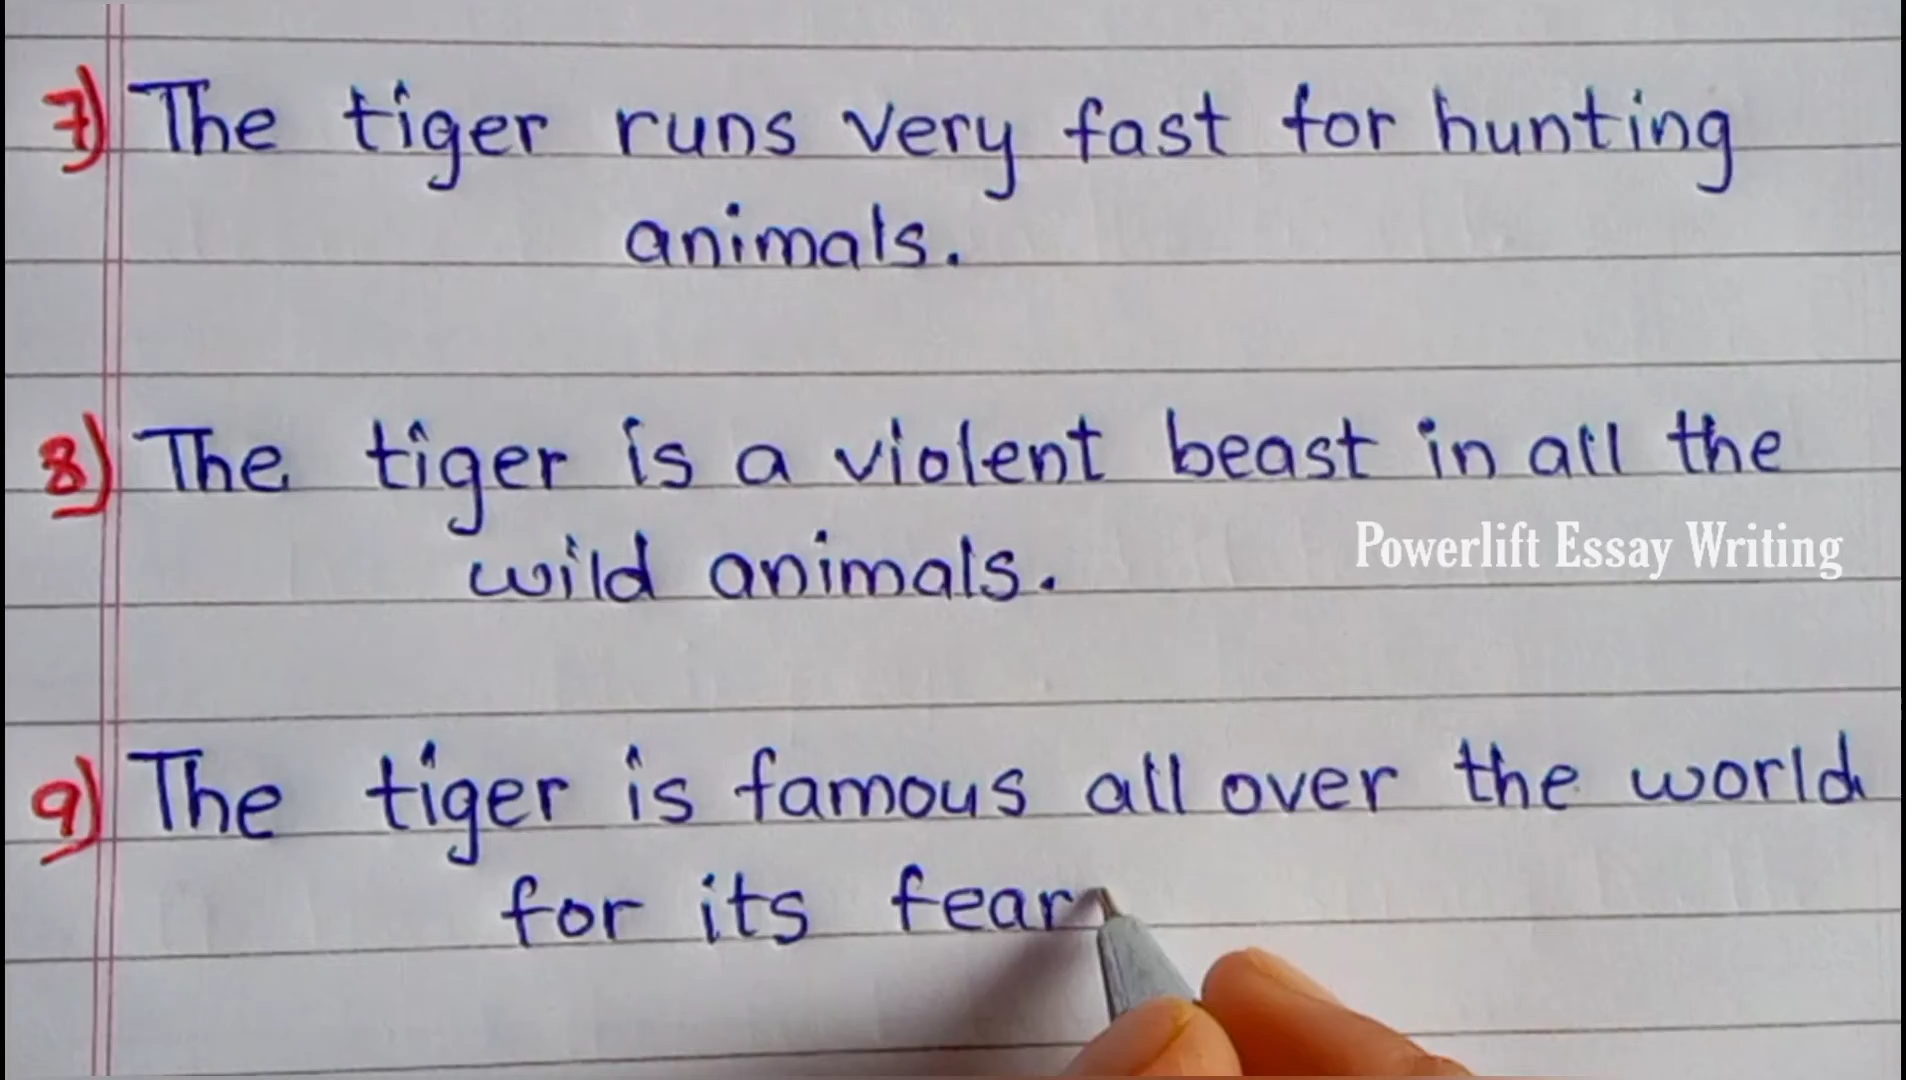 7) The tiger runs very fast for hunting
animals.
8) The tiger is a violent beast in all the
wild animals.
Powerlift Essay Writing
9) The tiger is famous all over the world
for its fear